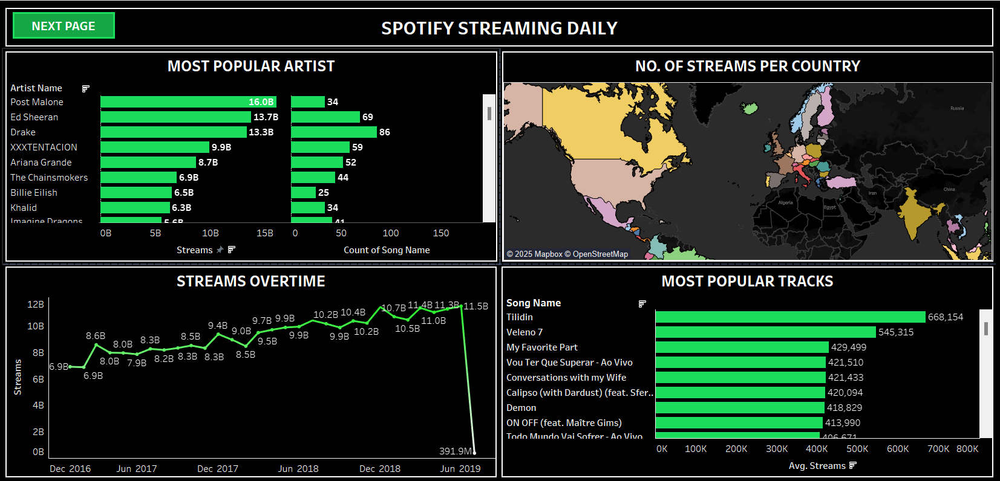 NEXT PAGE
SPOTIFY STREAMING DAILY
MOST POPULAR ARTIST
Artist Name
Post Malone 16.0B 34
Ed Sheeran 13.7B 69
Drake 13.3B 86
XXXTENTACION 9.9B 59
Ariana Grande 8.7B 52
The Chainsmokers 6.9B 44
Billie Eilish 6.5B 25
Khalid 6.3B 34
Imagine Dragons 5.6B 41
0B 5B 10B 15B 0 50 100 150
Streams Count of Song Name
NO. OF STREAMS PER COUNTRY
Russia
China
Iran
Algeria
Egypt
© 2025 Mapbox © OpenStreetMap
STREAMS OVERTIME
Streams
12B
10B
8B
6B
4B
2B
0B
6.9B
6.9B
8.6B
8.0B
8.0B
7.9B
8.3B
8.2B
8.3B
8.5B
8.3B
9.4B
9.0B
8.5B
9.5B
9.7B
9.9B
9.9B
10.2B
9.9B
10.4B
10.2B
10.7B
10.5B
11.4B
11.0B
11.3B
11.5B
391.9M
Dec 2016 Jun 2017 Dec 2017 Jun 2018 Dec 2018 Jun 2019
MOST POPULAR TRACKS
Song Name
Tilidin 668,154
Veleno 7 545,315
My Favorite Part 429,499
Vou Ter Que Superar - Ao Vivo 421,510
Conversations with my Wife 421,433
Calipso (with Dardust) (feat. Sfer.. 420,094
Demon 418,829
ON OFF (feat. Maître Gims) 413,990
Todo Mundo Vai Sofrer - Ao Vivo 406,671
0K 100K 200K 300K 400K 500K 600K 700K 800K
Avg. Streams